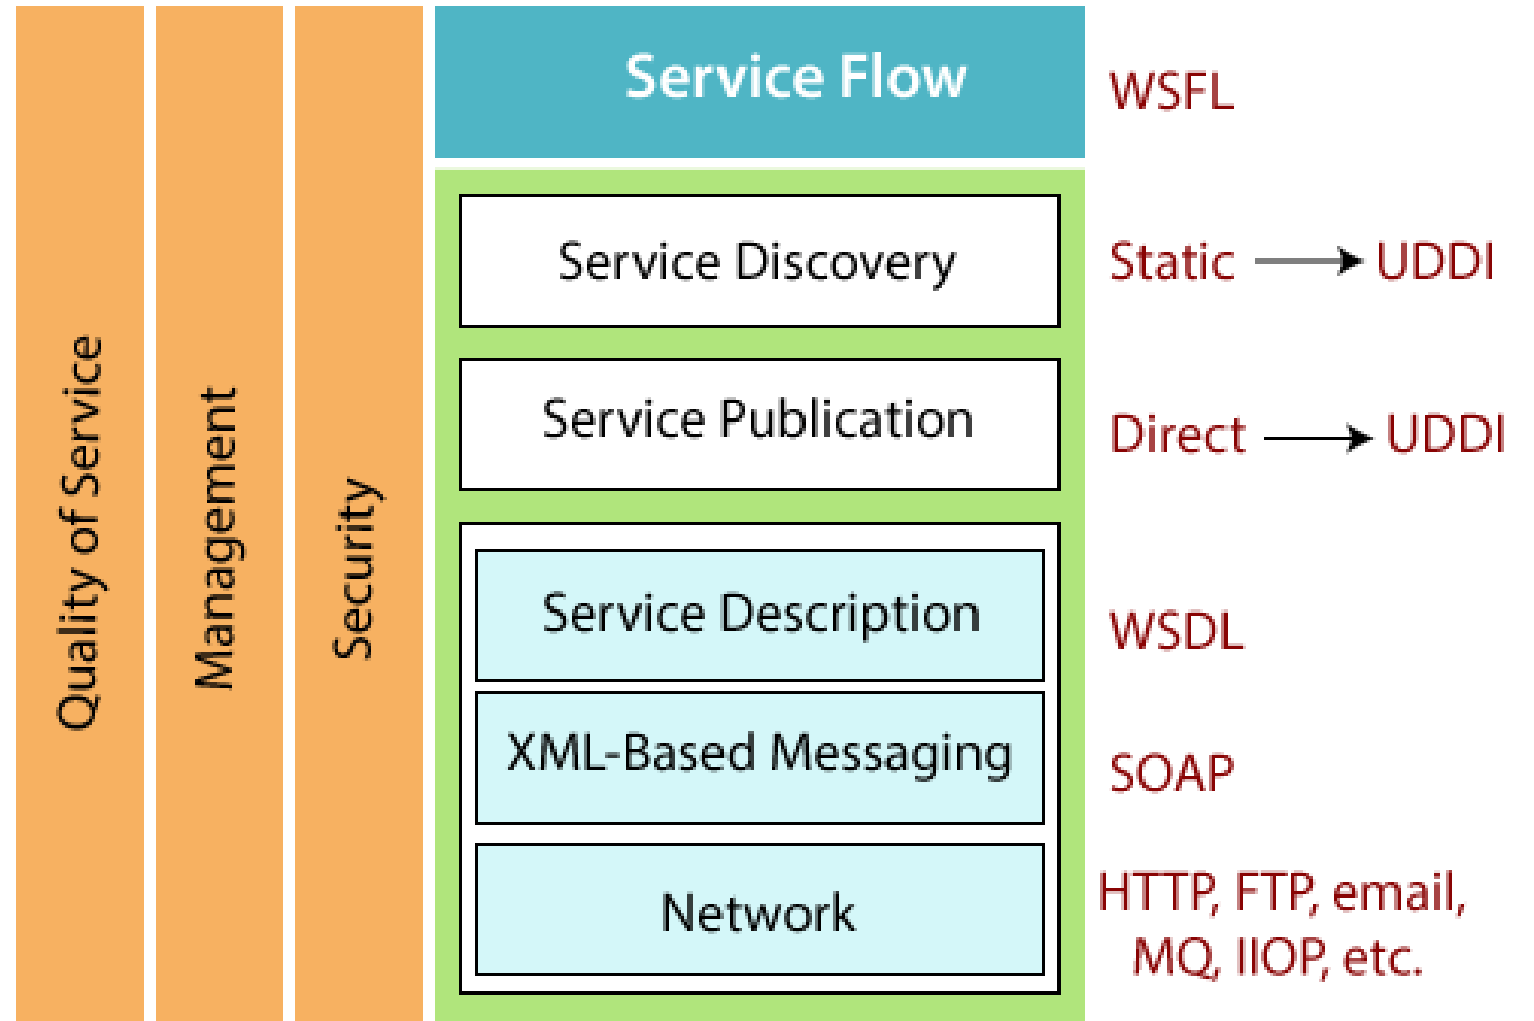 Quality of Service
Management
Security
Service Flow
WSFL
Service Discovery
Static UDDI
Service Publication
Direct UDDI
Service Description
WSDL
XML-Based Messaging
SOAP
Network
HTTP, FTP, email,
MQ, IIOP, etc.